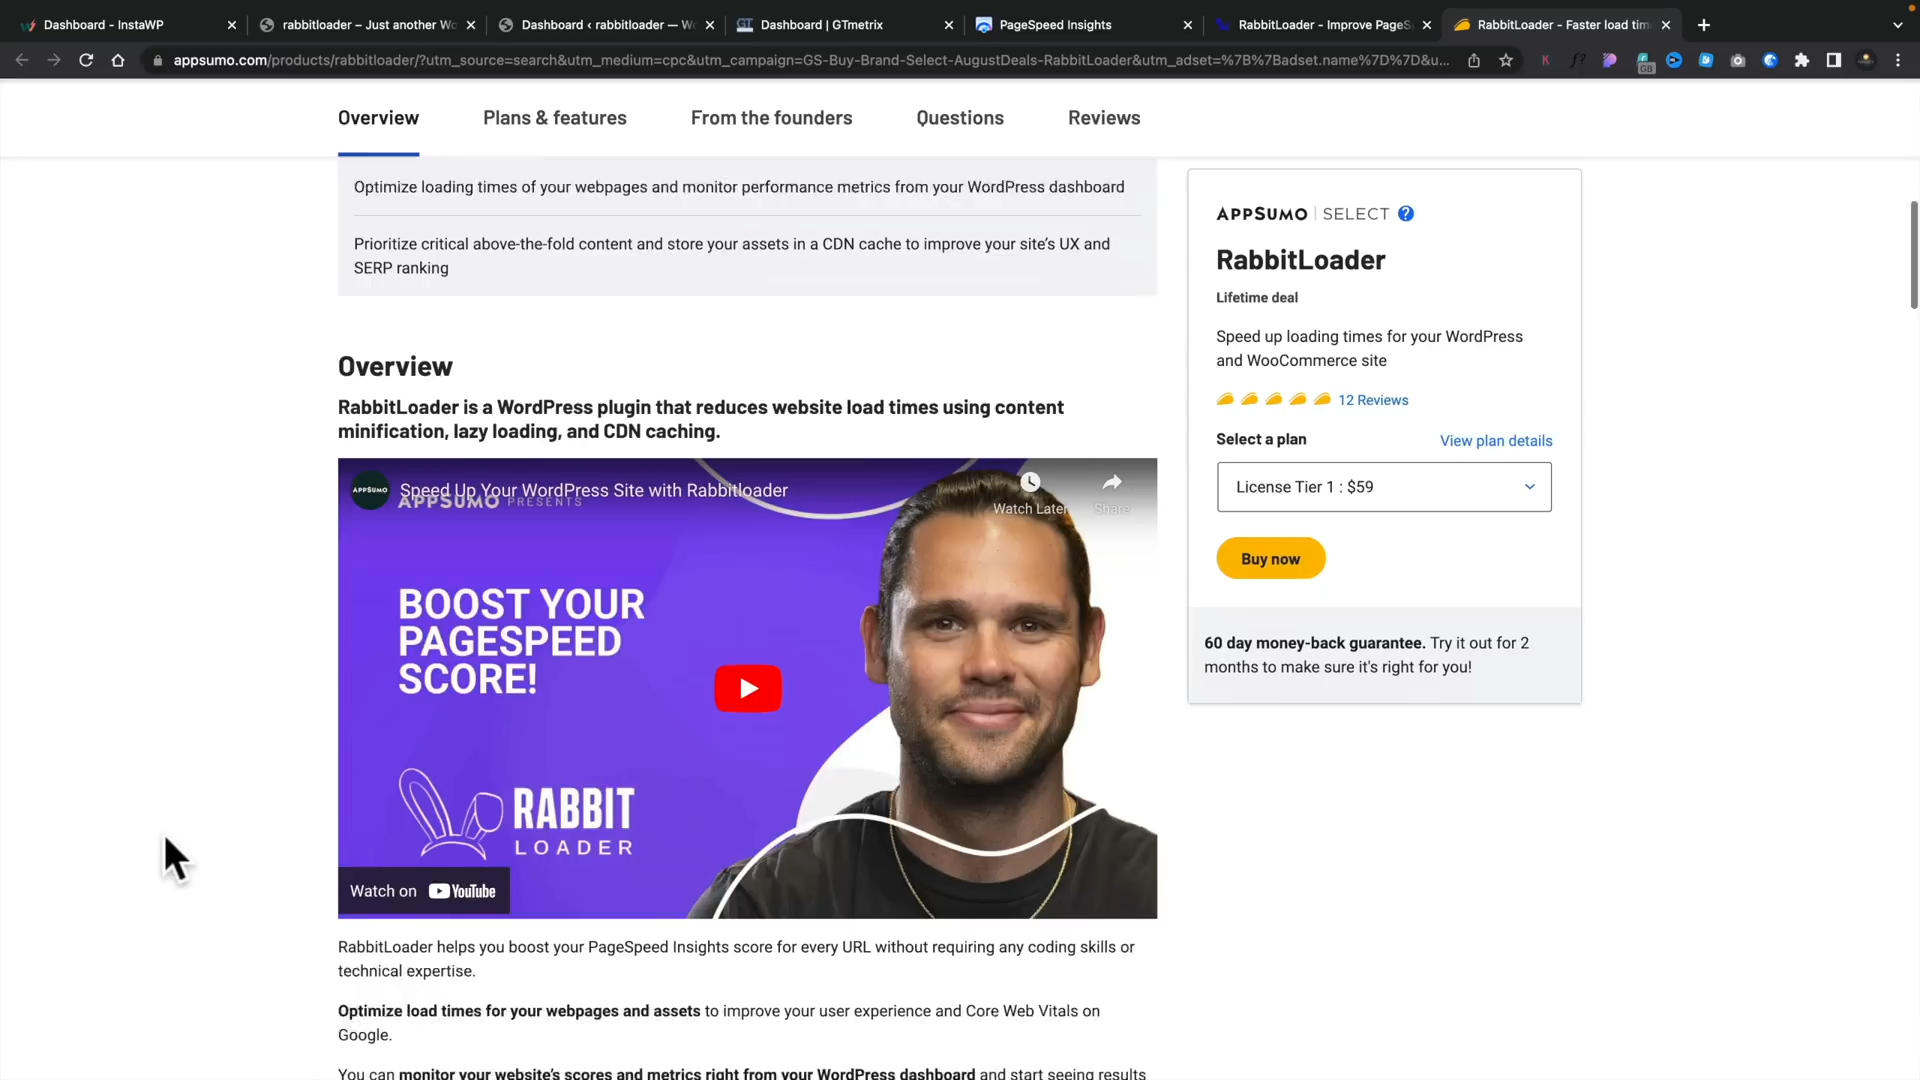 Dashboard - InstaWP
rabbitloader – Just another Wo
Dashboard ‹ rabbitloader — Wo
Dashboard | GTmetrix
PageSpeed Insights
RabbitLoader - Improve PageS
RabbitLoader - Faster load tim
appsumo.com/products/rabbitloader/?utm_source=search&utm_medium=cpc&utm_campaign=GS-Buy-Brand-Select-AugustDeals-RabbitLoader&utm_adset=%7B%7Badset.name%7D%7D&u...
Overview
Plans & features
From the founders
Questions
Reviews
Optimize loading times of your webpages and monitor performance metrics from your WordPress dashboard
Prioritize critical above-the-fold content and store your assets in a CDN cache to improve your site's UX and
SERP ranking
Overview
RabbitLoader is a WordPress plugin that reduces website load times using content
minification, lazy loading, and CDN caching.
APPSUMO
Speed Up Your WordPress Site with Rabbitloader
APPSUMO PRESENTS
Watch Later
Share
BOOST YOUR
PAGESPEED
SCORE!
RABBIT
LOADER
Watch on YouTube
RabbitLoader helps you boost your PageSpeed Insights score for every URL without requiring any coding skills or
technical expertise.
Optimize load times for your webpages and assets to improve your user experience and Core Web Vitals on
Google.
You can monitor your website's scores and metrics right from your WordPress dashboard and start seeing results
APPSUMO | SELECT ?
RabbitLoader
Lifetime deal
Speed up loading times for your WordPress
and WooCommerce site
12 Reviews
Select a plan
View plan details
License Tier 1 : $59
Buy now
60 day money-back guarantee. Try it out for 2
months to make sure it's right for you!